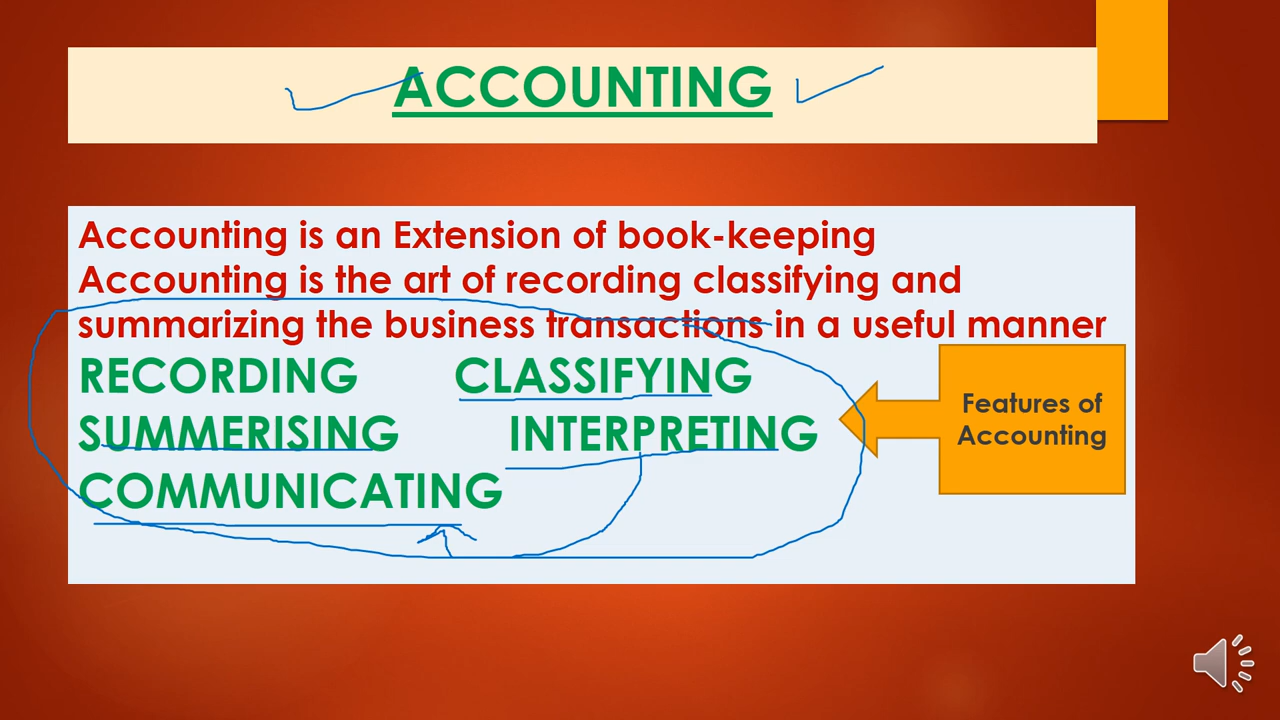 ACCOUNTING
Accounting is an Extension of book-keeping
Accounting is the art of recording classifying and
summarizing the business transactions in a useful manner
RECORDING CLASSIFYING
SUMMERISING INTERPRETING
COMMUNICATING
Features of
Accounting